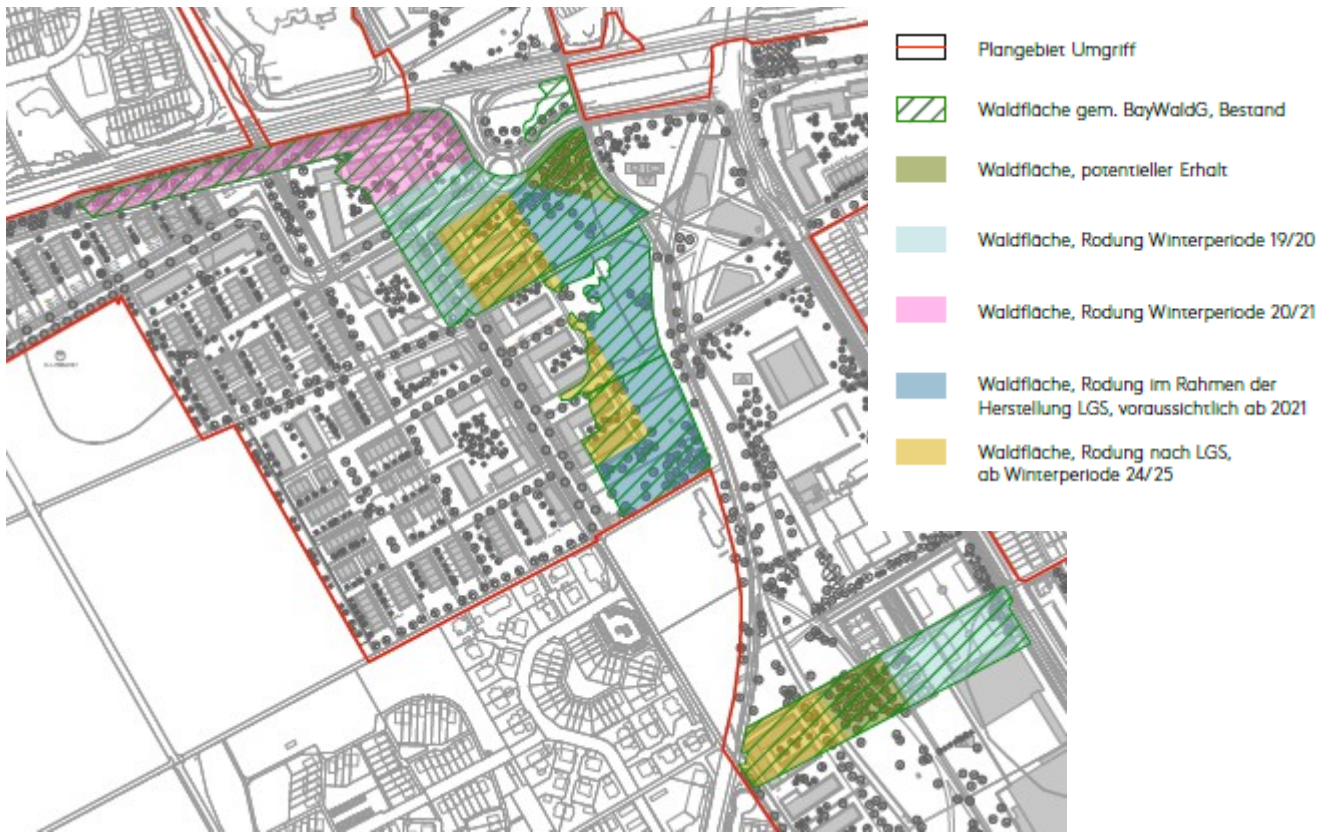 Plangebiet Umgriff
Waldfläche gem. BayWaldG, Bestand
Waldfläche, potentieller Erhalt
Waldfläche, Rodung Winterperiode 19/20
Waldfläche, Rodung Winterperiode 20/21
Waldfläche, Rodung im Rahmen der
Herstellung LGS, voraussichtlich ab 2021
Waldfläche, Rodung nach LGS,
ab Winterperiode 24/25